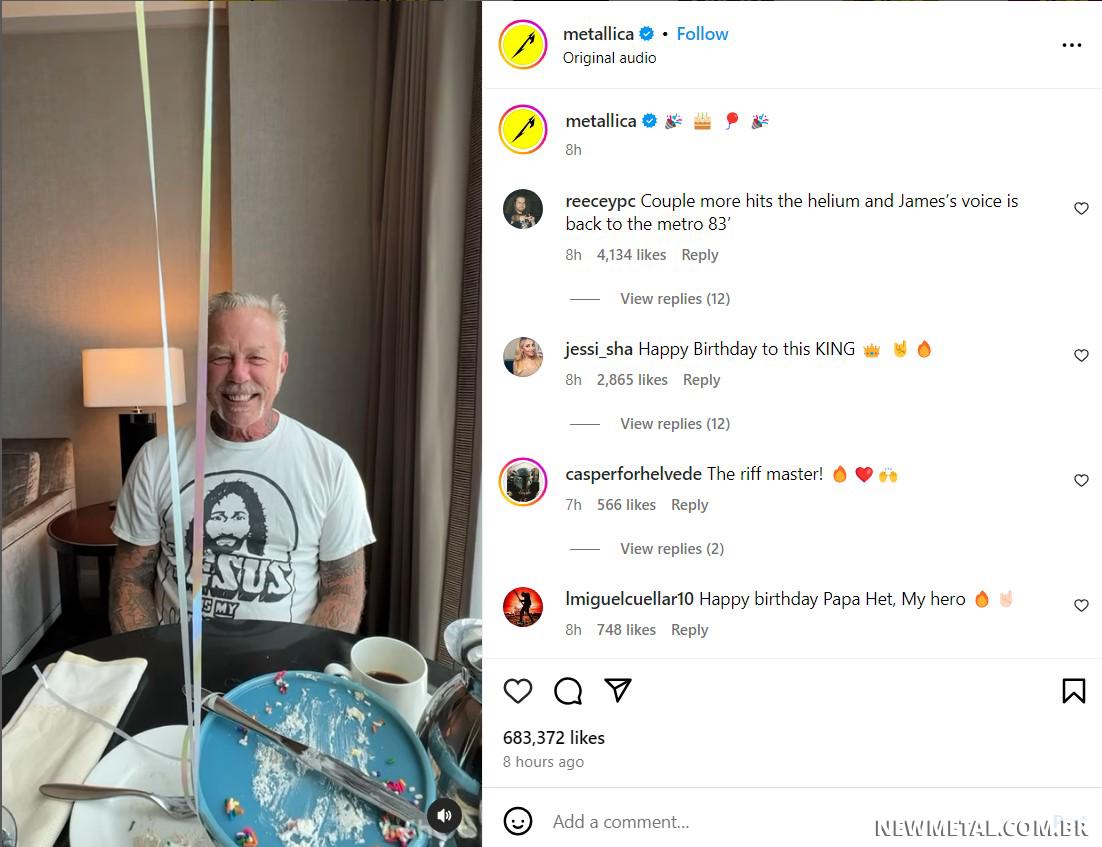 metallica • Follow
Original audio
metallica 🎉 🎂 🎈 🎉
8h
reeceypc Couple more hits the helium and James’s voice is
back to the metro 83’
8h 4,134 likes Reply
View replies (12)
jessi_sha Happy Birthday to this KING 👑 🤘 🔥
8h 2,865 likes Reply
View replies (12)
casperforhelvede The riff master! 🔥 ❤️ 🙌
7h 566 likes Reply
View replies (2)
lmiguelcuellar10 Happy birthday Papa Het, My hero 🔥 🤘🏻
8h 748 likes Reply
683,372 likes
8 hours ago
Add a comment...
Post
NEWMETAL.COM.BR
MY